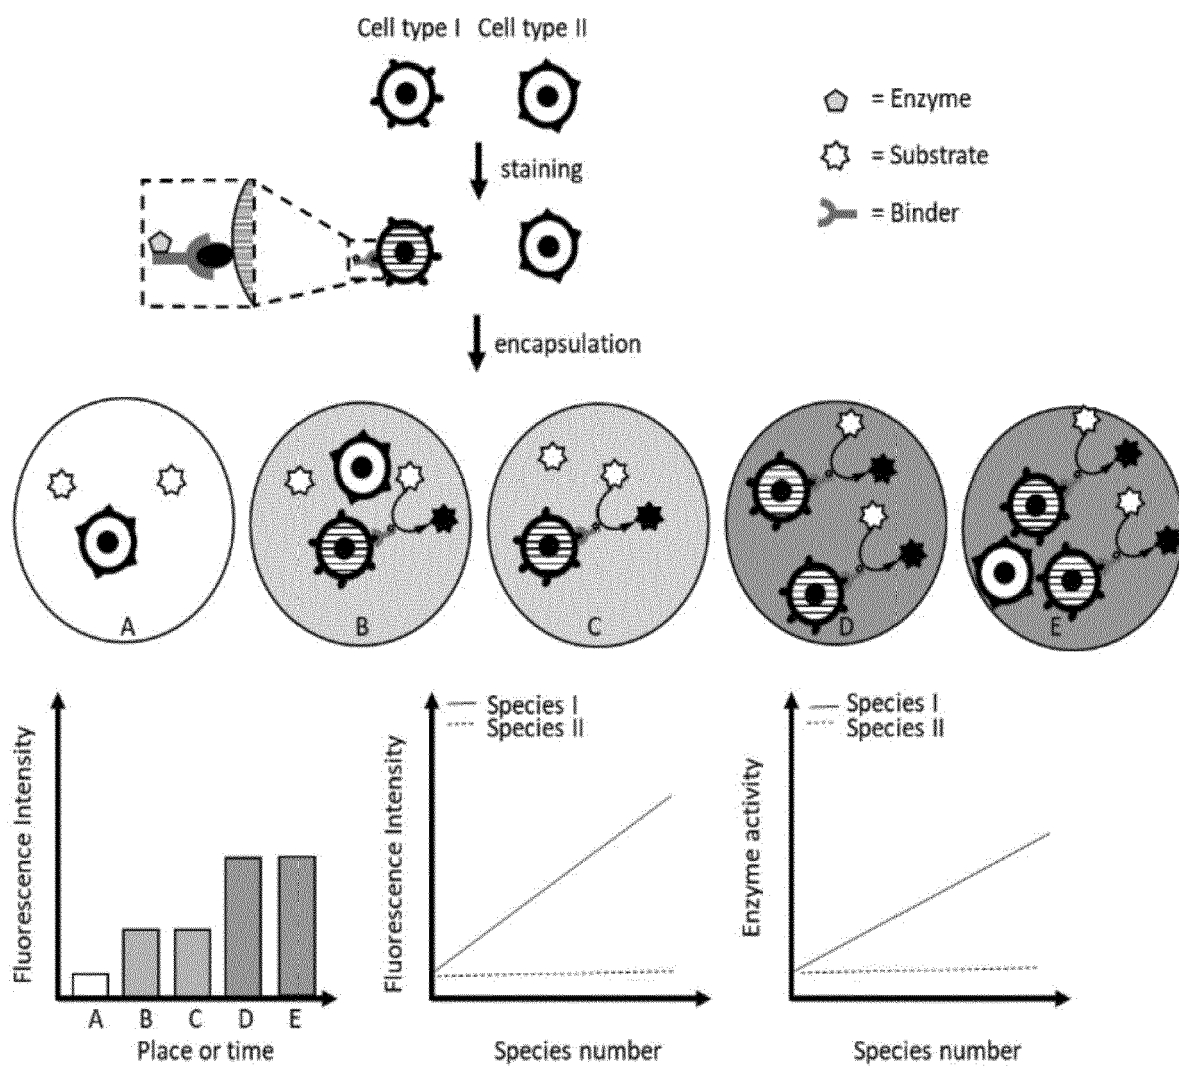 Cell type I Cell type II
= Enzyme
= Substrate
= Binder
staining
encapsulation
A
B
C
D
E
Fluorescence Intensity
A B C D E
Place or time
Fluorescence Intensity
Species I
Species II
Species number
Enzyme activity
Species I
Species II
Species number